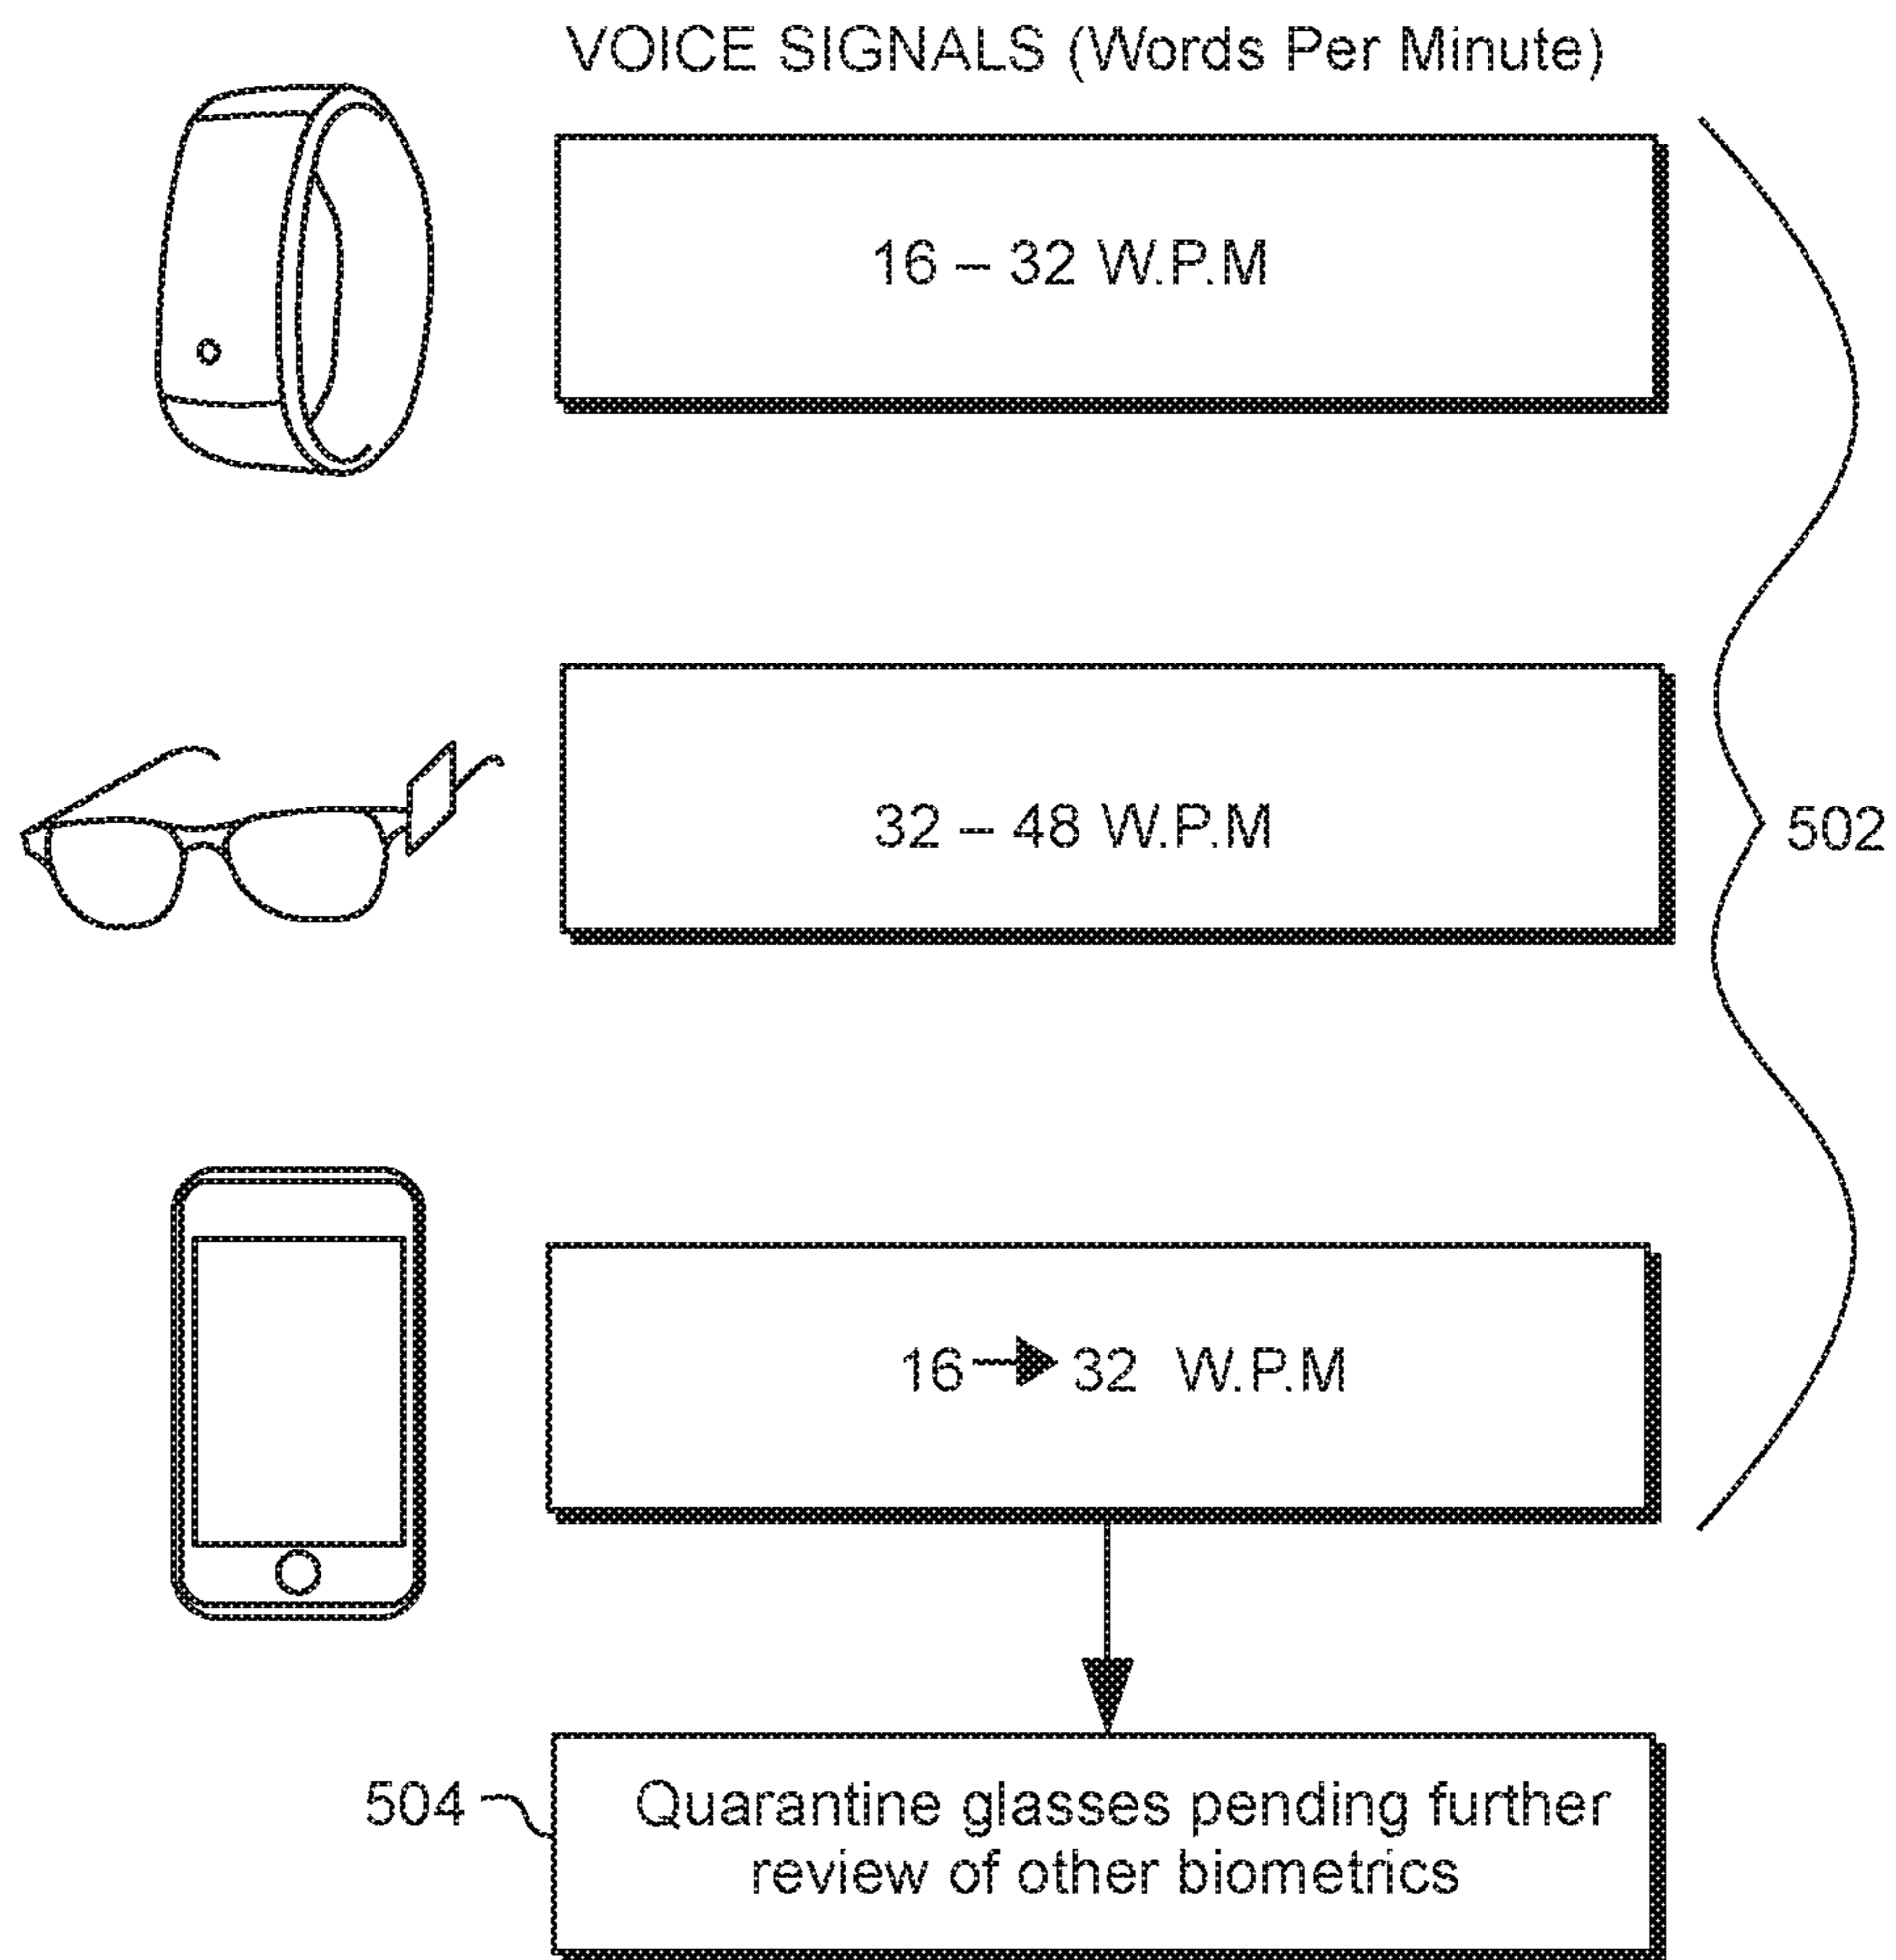 VOICE SIGNALS (Words Per Minute)
16 – 32 W.P.M
32 – 48 W.P.M
502
16 → 32 W.P.M
504
Quarantine glasses pending further
review of other biometrics